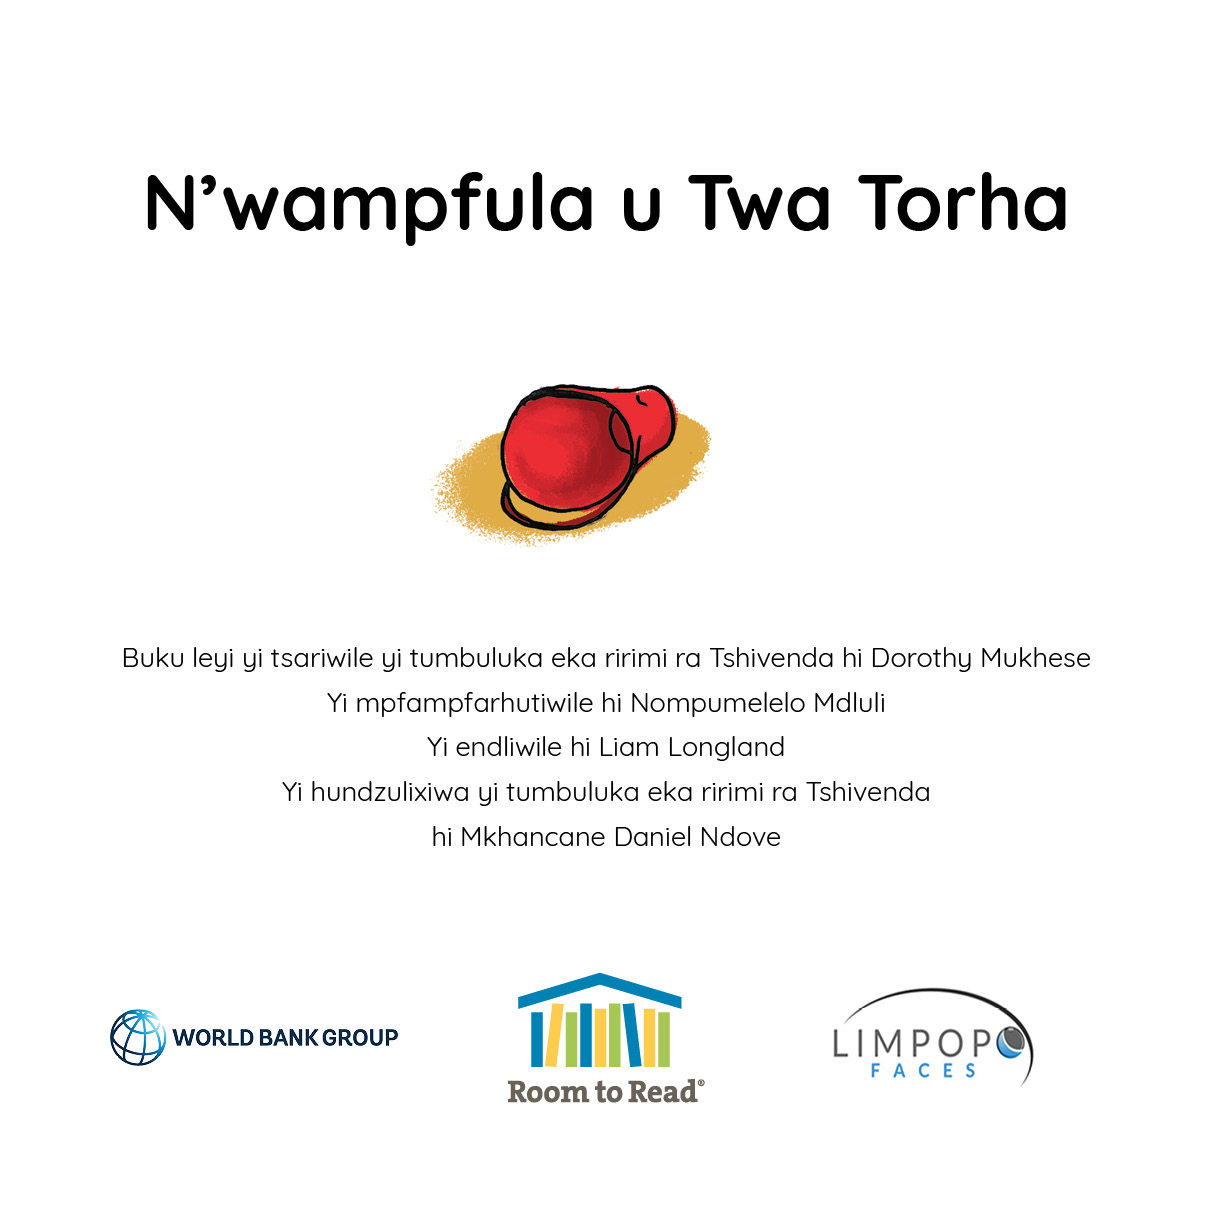 N’wampfula u Twa Torha
Buku leyi yi tsariwile yi tumbuluka eka ririmi ra Tshivenda hi Dorothy Mukhese
Yi mpfampfarhutiwile hi Nompumelelo Mdluli
Yi endliwile hi Liam Longland
Yi hundzulixiwa yi tumbuluka eka ririmi ra Tshivenda
hi Mkhancane Daniel Ndove
WORLD BANK GROUP
Room to Read®
LIMPOPO
FACES